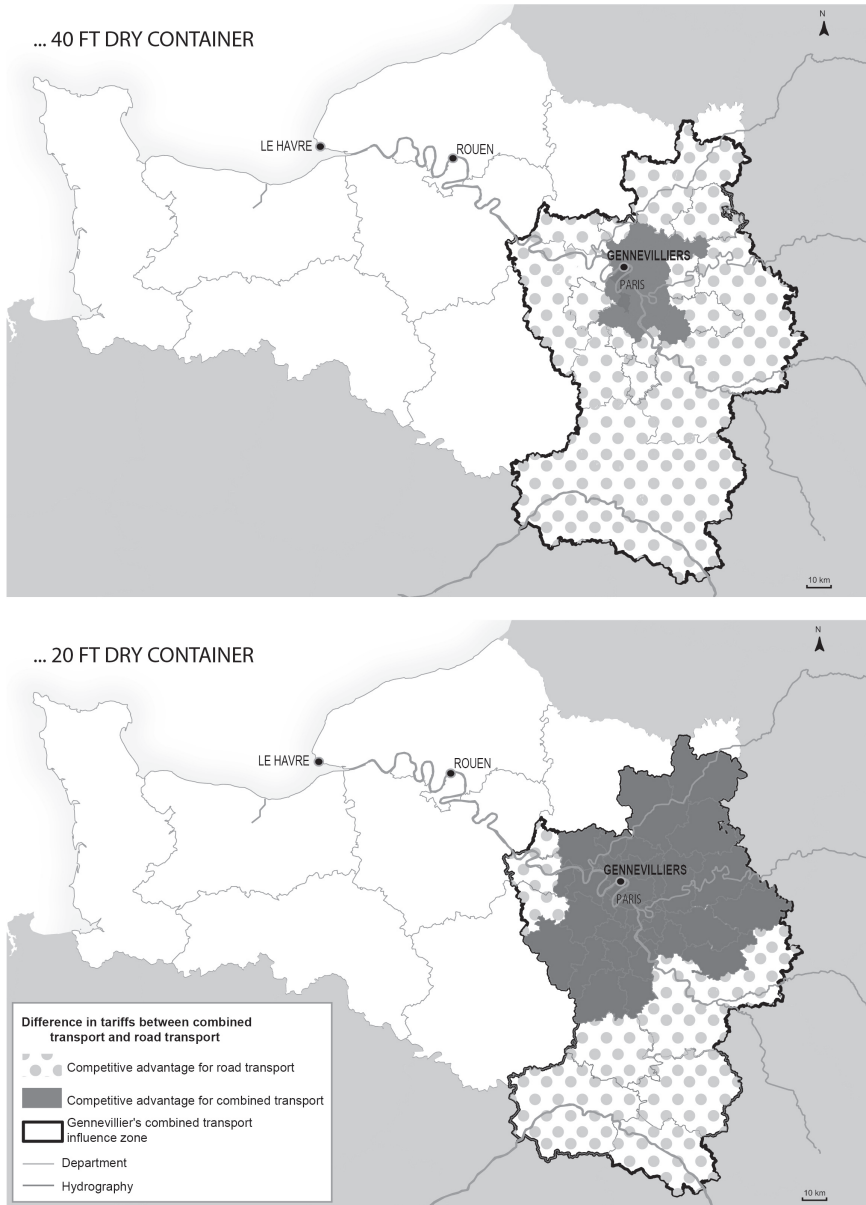 ... 40 FT DRY CONTAINER
N
LE HAVRE
ROUEN
GENNEVILLIERS
PARIS
10 km
... 20 FT DRY CONTAINER
N
LE HAVRE
ROUEN
GENNEVILLIERS
PARIS
Difference in tariffs between combined
transport and road transport
Competitive advantage for road transport
Competitive advantage for combined transport
Gennevillier's combined transport
influence zone
Department
Hydrography
10 km